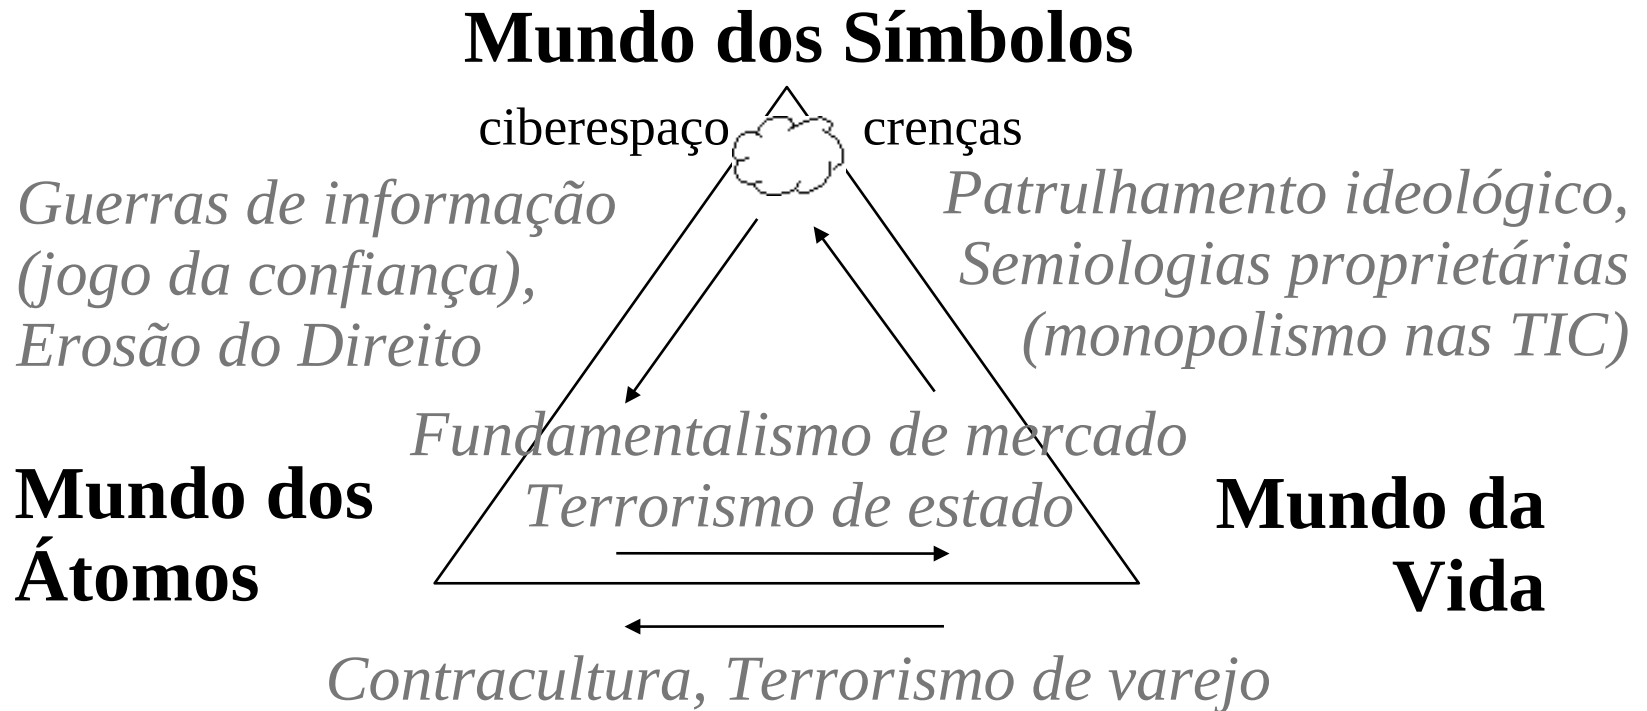 Mundo dos Símbolos
ciberespaço
crenças
Guerras de informação
(jogo da confiança),
Erosão do Direito
Patrulhamento ideológico,
Semiologias proprietárias
(monopolismo nas TIC)
Fundamentalismo de mercado
Terrorismo de estado
Mundo dos
Átomos
Mundo da
Vida
Contracultura, Terrorismo de varejo